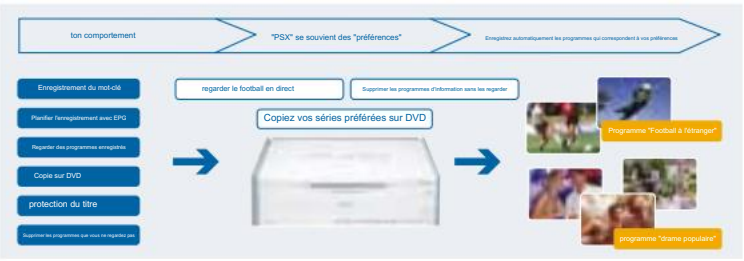 ton comportement
"PSX" se souvient des "préférences"
Enregistrez automatiquement les programmes qui correspondent à vos préférences
Enregistrement du mot-clé
Planifier l'enregistrement avec EPG
Regarder des programmes enregistrés
Copie sur DVD
protection du titre
Supprimer les programmes que vous ne regardez pas
regarder le football en direct
Supprimer les programmes d'information sans les regarder
Copiez vos séries préférées sur DVD
Programme "Football à l'étranger"
programme "drame populaire"